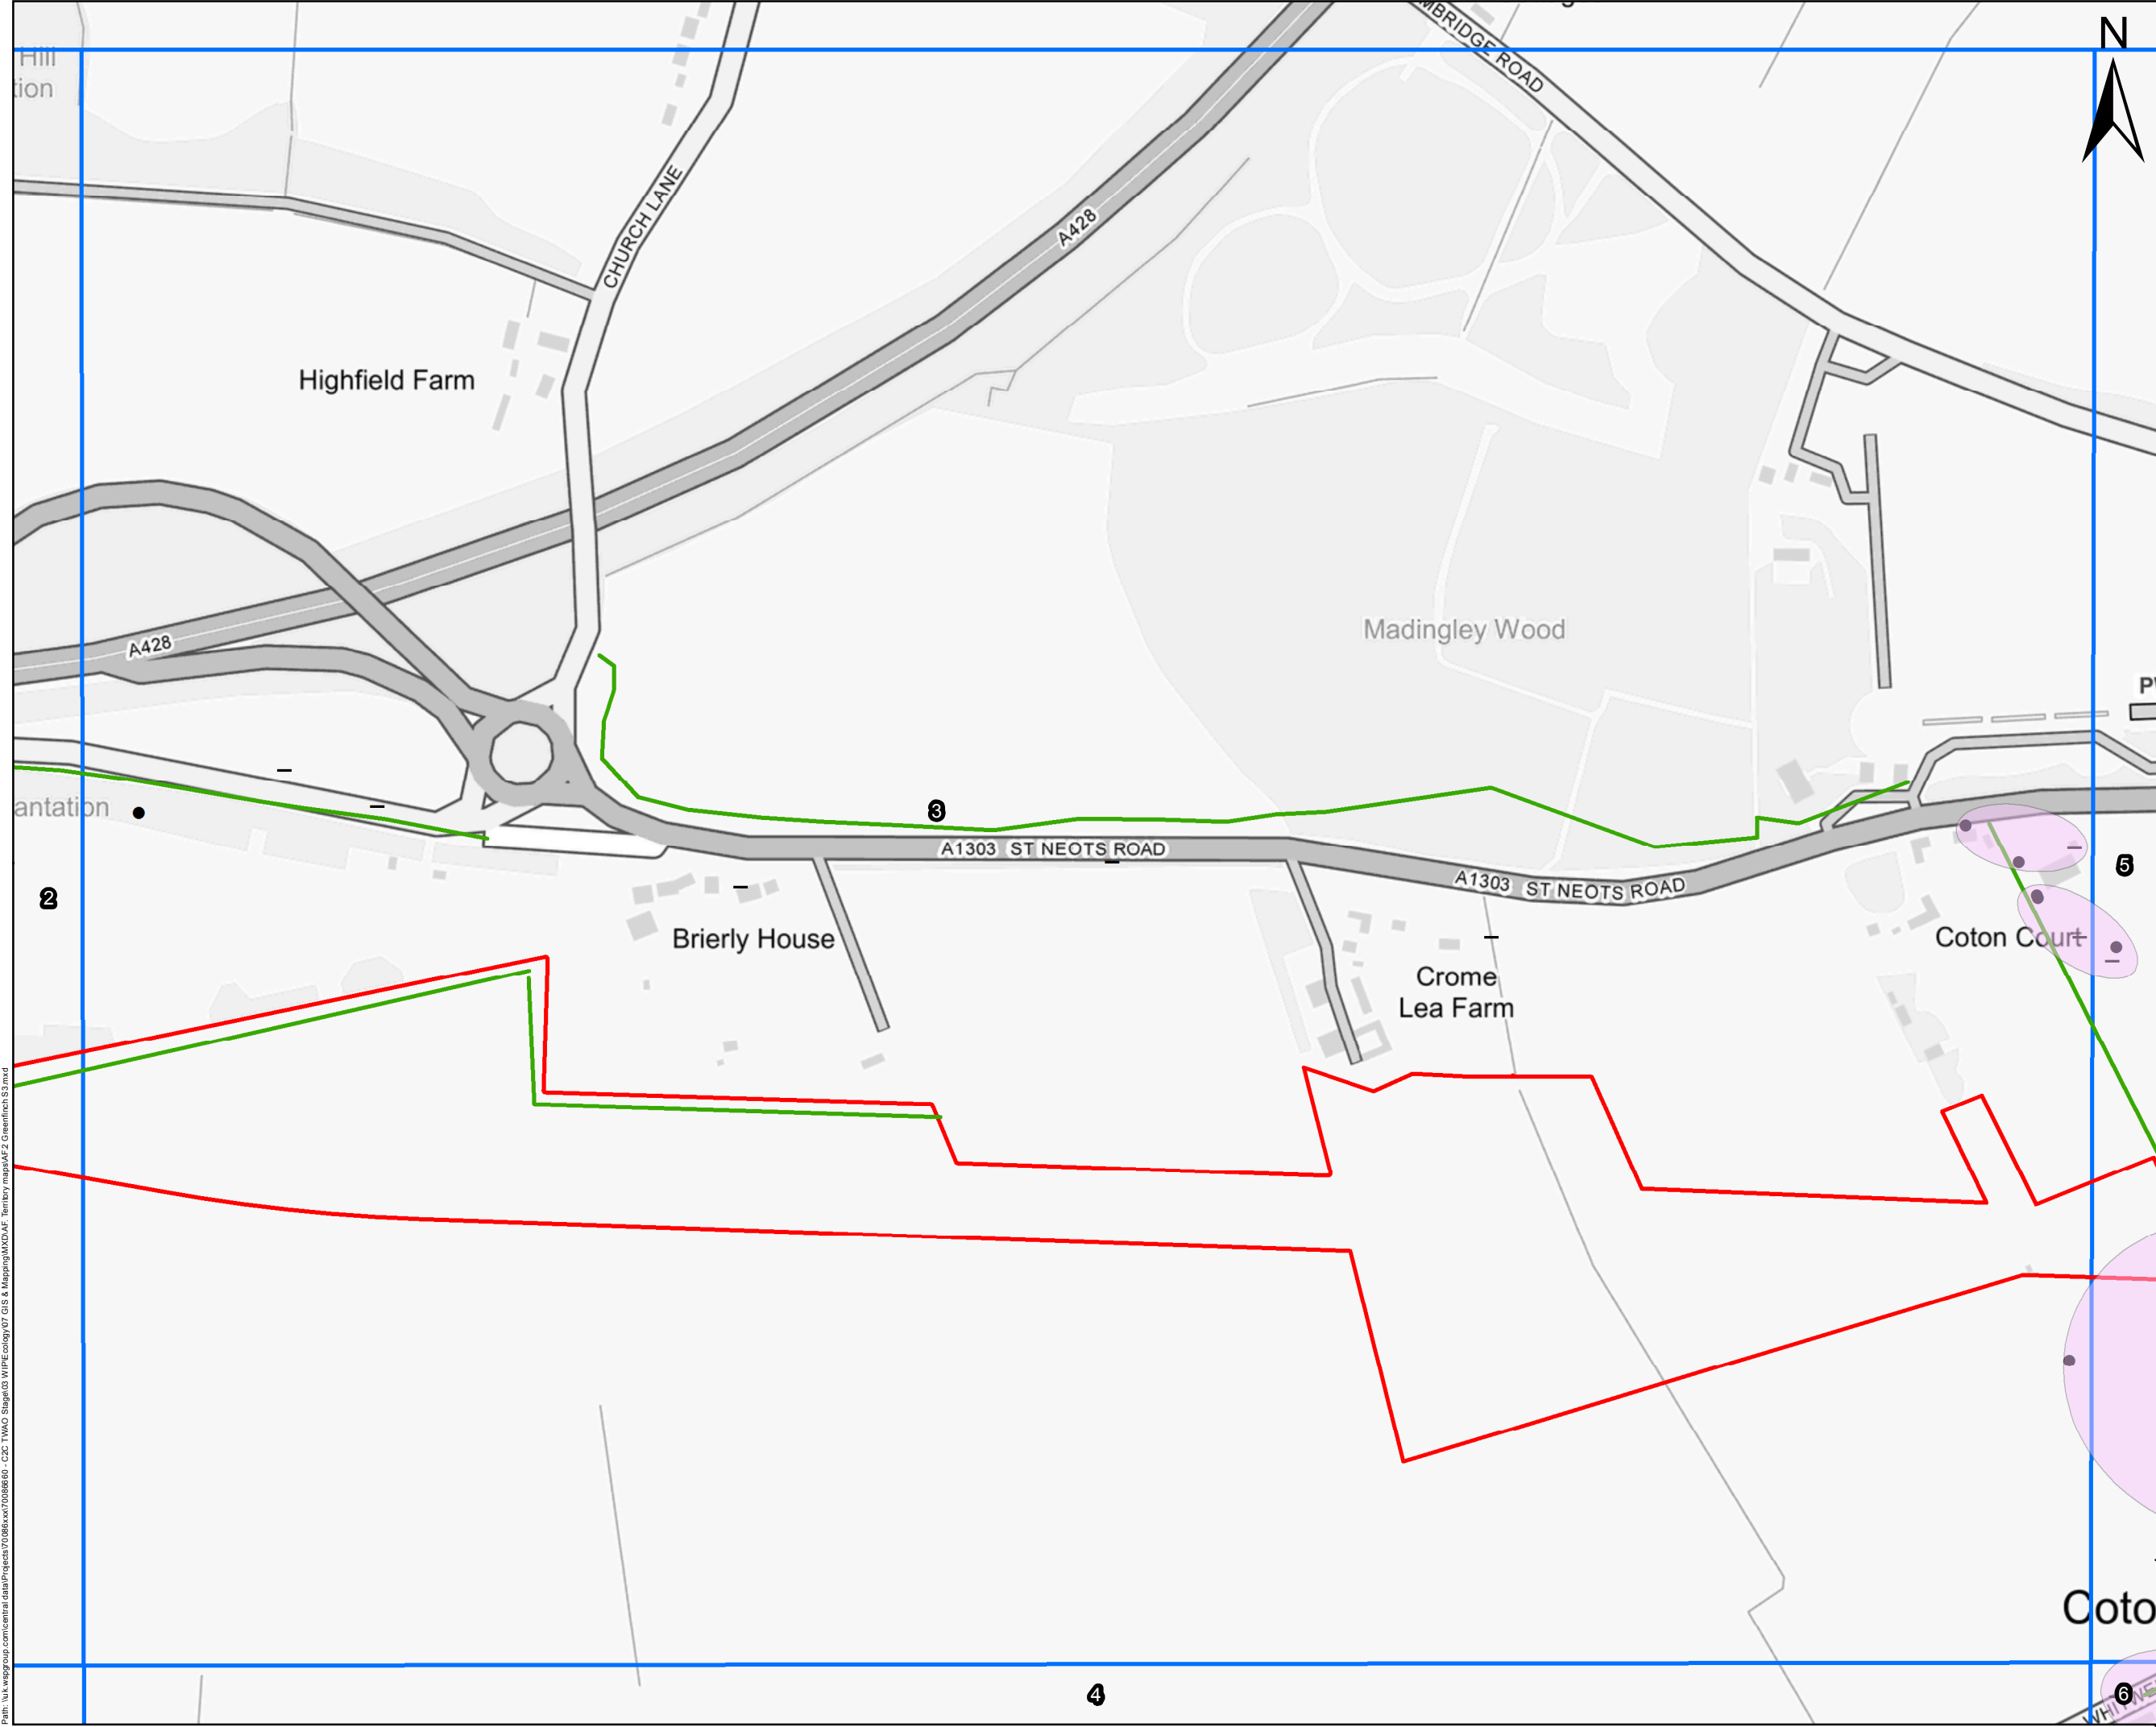 MBRIDGE ROAD
N
Hill
tion
CHURCH LANE
A428
Highfield Farm
A428
Madingley Wood
antation
3
A1303 ST NEOTS ROAD
2
A1303 ST NEOTS ROAD
5
Brierly House
Coton Court
Crome
Lea Farm
Coto
4
6